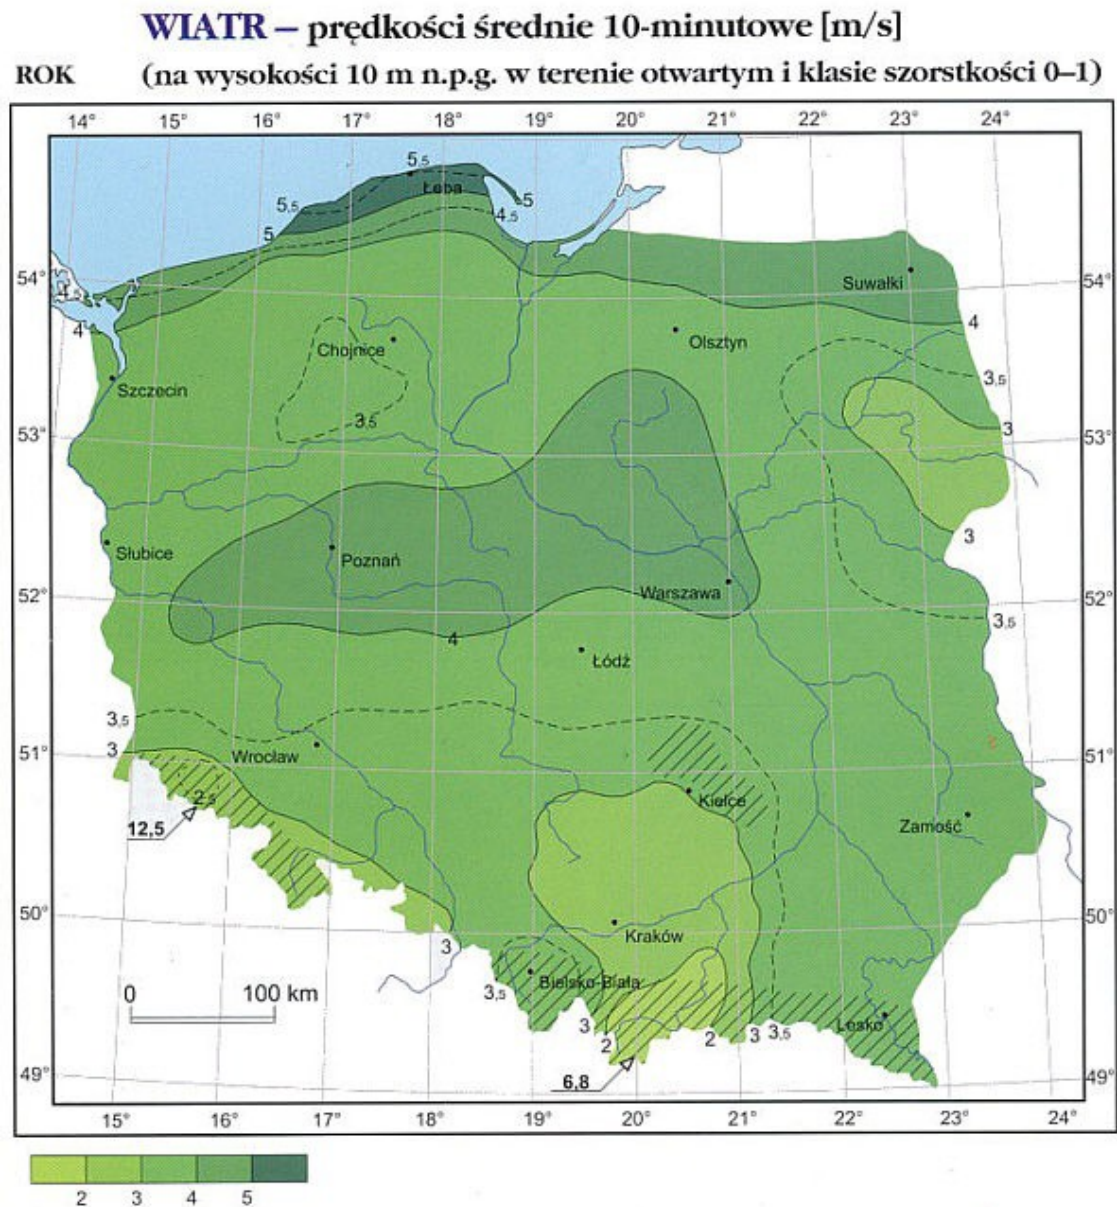 WIATR – prędkości średnie 10-minutowe [m/s]
ROK (na wysokości 10 m n.p.g. w terenie otwartym i klasie szorstkości 0–1)
14° 15° 16° 17° 18° 19° 20° 21° 22° 23° 24°
5,5
Łeba
5,5 5
4,5
5
54° 54°
Suwałki
4,5
4 4
Olsztyn
Chojnice
3,5
Szczecin
3,5
53° 3 53°
3
Słubice Poznań
Warszawa
52° 52°
3,5
4
Łódź
3,5
3
Wrocław
51° 51°
2,5
Kielce
12,5
Zamość
50° 50°
Kraków
3
Bielsko-Biała
0 100 km
3,5
Lesko
3 3 3,5
2 2
49° 49°
6,8
15° 16° 17° 18° 19° 20° 21° 22° 23° 24°
2 3 4 5